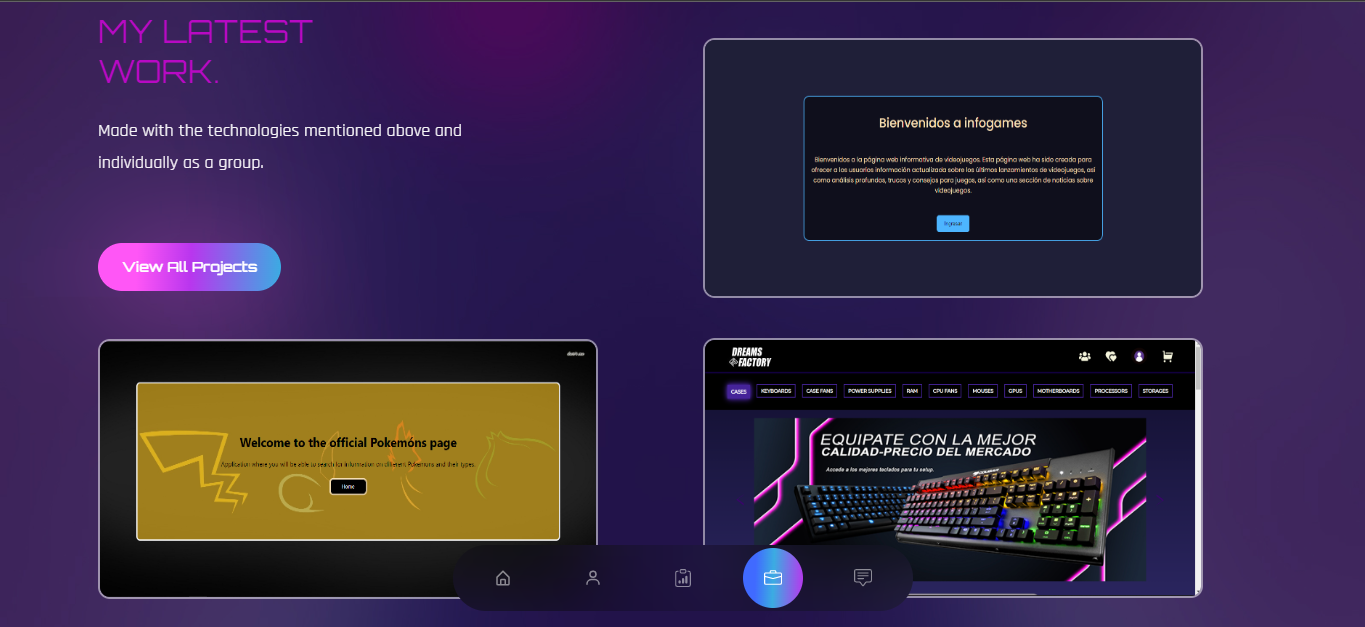 MY LATEST
WORK.
Made with the technologies mentioned above and
individually as a group.
View All Projects
Bienvenidos a infogames
Bienvenidos a la página web informativa de videojuegos. Esta página web ha sido creada para
ofrecer a los usuarios información actualizada sobre los últimos lanzamientos de videojuegos, así
como análisis profundos, trucos y consejos para juegos, así como una sección de noticias sobre
videojuegos.
Ingresar
Welcome to the official Pokemóns page
Application where you will be able to search for information on different Pokemons and their types.
Home
DREAMS
FACTORY
CASES KEYBOARDS CASE FANS POWER SUPPLIES RAM CPU FANS MOUSES GPUS MOTHERBOARDS PROCESSORS STORAGES
EQUIPATE CON LA MEJOR
CALIDAD-PRECIO DEL MERCADO
Accede a los mejores teclados para tu setup.
COUGAR